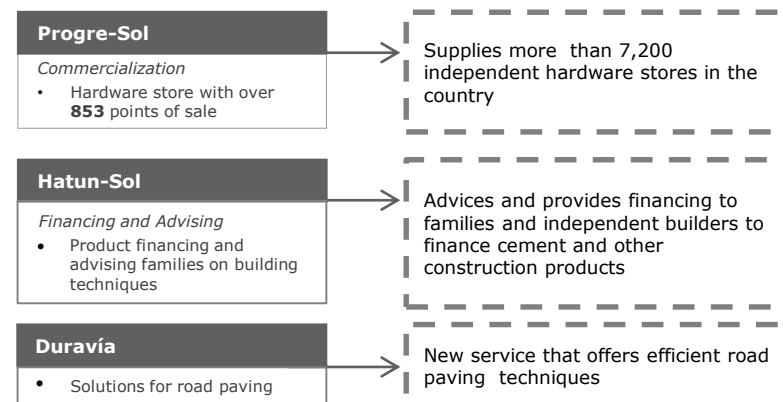 Progre-Sol
Commercialization
• Hardware store with over
853 points of sale
Supplies more than 7,200
independent hardware stores in the
country
Hatun-Sol
Financing and Advising
• Product financing and
advising families on building
techniques
Advices and provides financing to
families and independent builders to
finance cement and other
construction products
Duravía
• Solutions for road paving
New service that offers efficient road
paving techniques